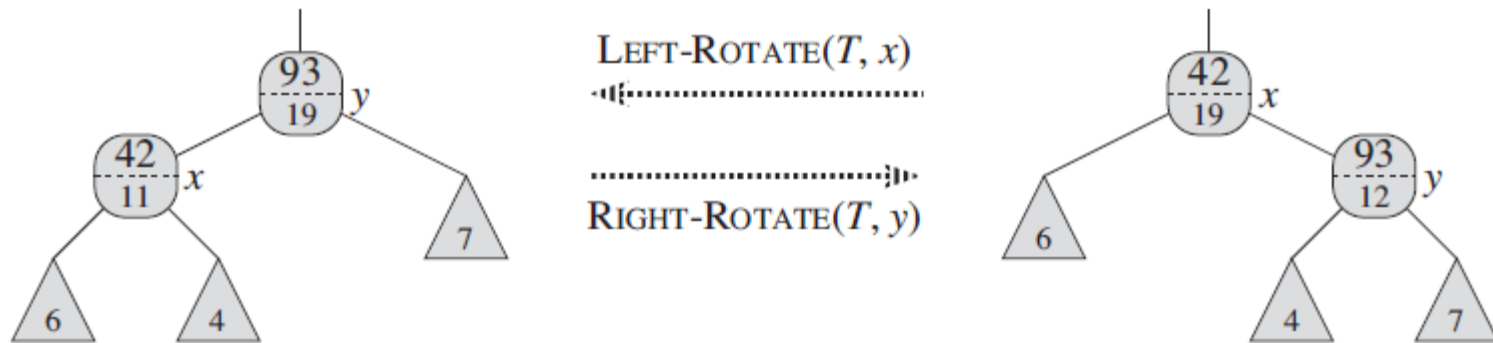 93
19
y
42
11
x
7
6
4
LEFT-ROTATE(T, x)
RIGHT-ROTATE(T, y)
42
19
x
93
12
y
6
4
7